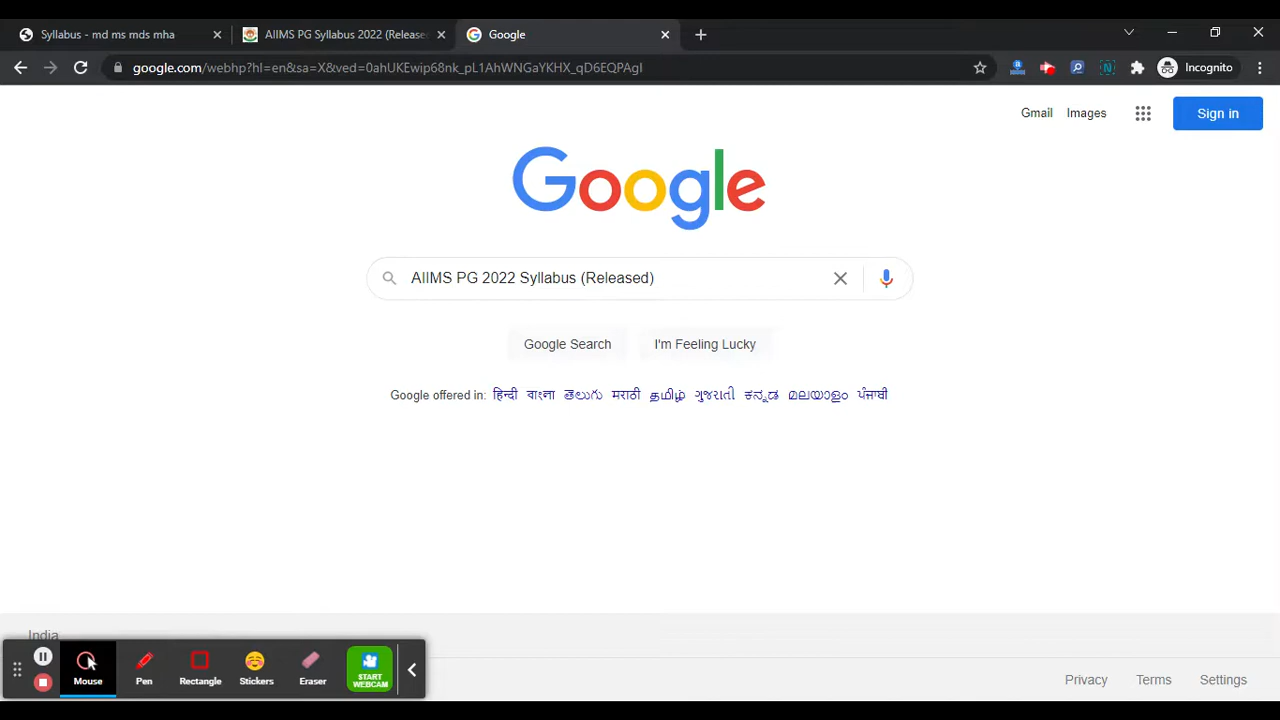 Syllabus - md ms mds mha
AIIMS PG Syllabus 2022 (Release
Google
google.com/webhp?hl=en&sa=X&ved=0ahUKEwip68nk_pL1AhWNGaYKHX_qD6EQPAgI
Incognito
Gmail Images Sign in
Google
AIIMS PG 2022 Syllabus (Released)
Google Search I'm Feeling Lucky
Google offered in: हिन्दी বাংলা తెలుగు मराठी தமிழ் ગુજરાતી ಕನ್ನಡ മലയാളം ਪੰਜਾਬੀ
India
Mouse Pen Rectangle Stickers Eraser START WEBCAM
Privacy Terms Settings